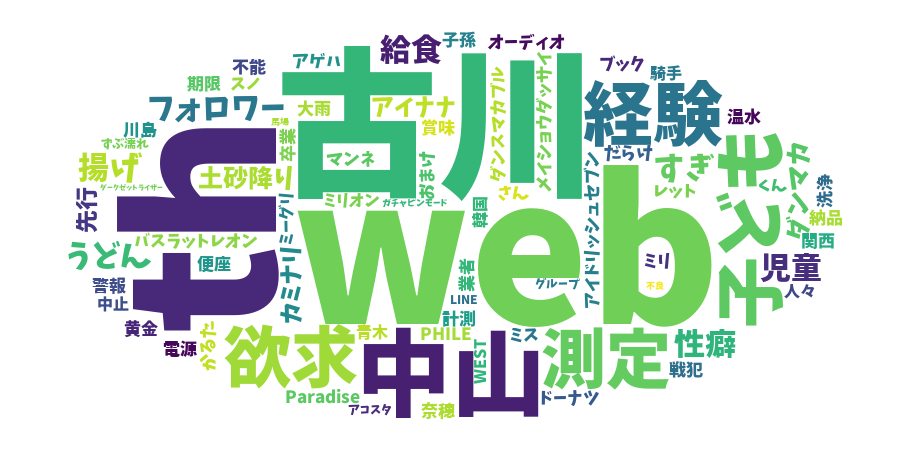 給食
子孫
オーディオ
アゲハ
不能
期限
スノ
ブック
騎手
フォロワー
大雨
アイナナ
賞味
古川
経験
温水
川島
すぶ濡れ
馬場
卒業
マンネ
おまけ
ダンスマカブル
メイショウダッサイ
だらけ
すぎ
子ども
ダンマカ
揚げ
ダークゼットライザー
土砂降り
ミリオン
ガチャピンモード
さん
レット
くん
洗浄
納品
先行
th
web
バスラットレオン
ミーグリ
韓国
アイドリッシュセブン
関西
うどん
便座
カミナリ
業者
グループ
ミリ
不良
児童
人々
警報
中止
LINE
計測
黄金
電源
かるた
欲求
青木
中山
PHILE
WEST
ミス
測定
性癖
戦犯
Paradise
アコスタ
奈穂
ドーナツ